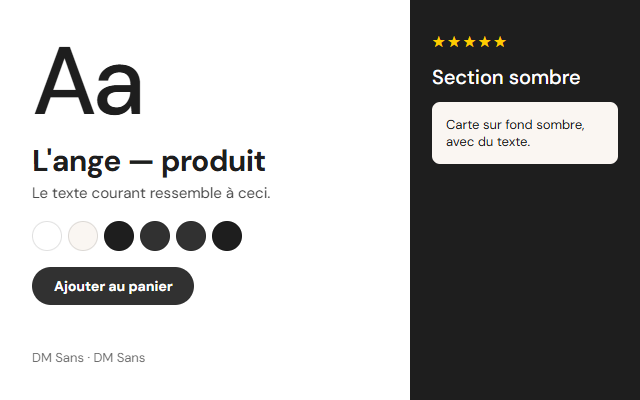 Aa
L'ange — produit
Le texte courant ressemble à ceci.
Ajouter au panier
DM Sans · DM Sans
Section sombre
Carte sur fond sombre,
avec du texte.